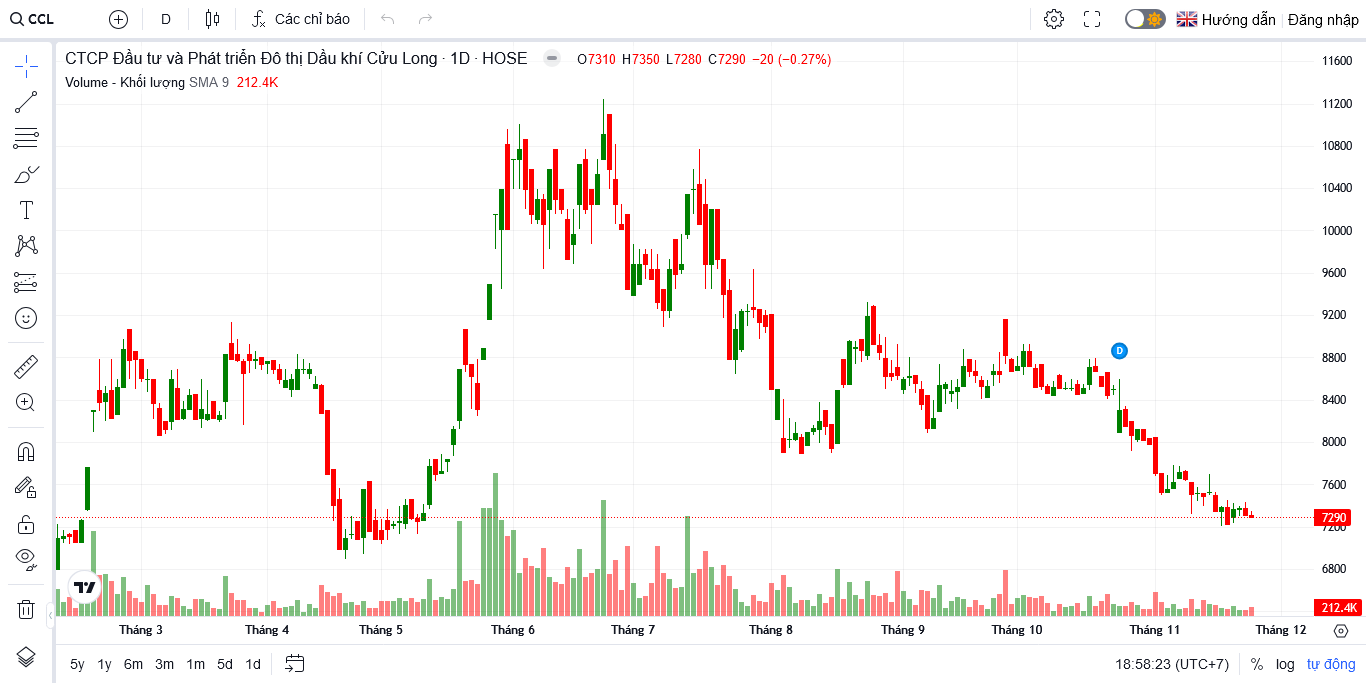 CCL D Các chỉ báo Hướng dẫn Đăng nhập
CTCP Đầu tư và Phát triển Đô thị Dầu khí Cửu Long · 1D · HOSE O7310 H7350 L7280 C7290 −20 (−0.27%)
Volume - Khối lượng SMA 9 212.4K
11600
11200
10800
10400
10000
9600
9200
D
8800
8400
8000
7600
7290
7200
6800
212.4K
Tháng 3 Tháng 4 Tháng 5 Tháng 6 Tháng 7 Tháng 8 Tháng 9 Tháng 10 Tháng 11 Tháng 12
5y 1y 6m 3m 1m 5d 1d 18:58:23 (UTC+7) % log tự động